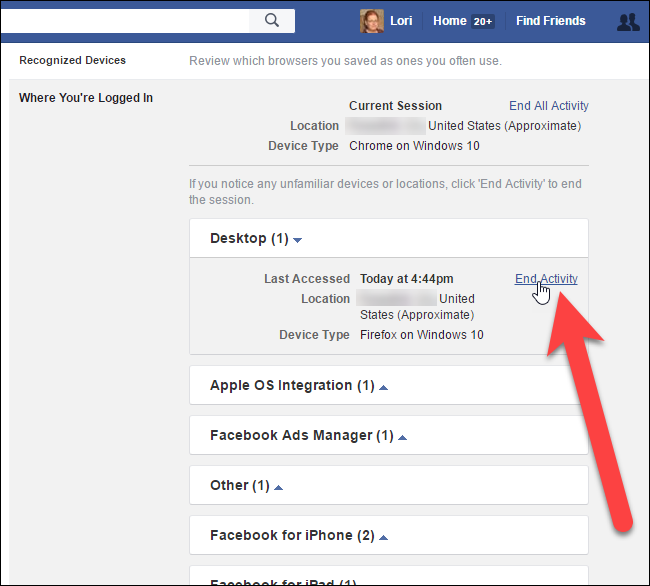 Lori Home 20+ Find Friends
Recognized Devices Review which browsers you saved as ones you often use.
Where You're Logged In
Current Session End All Activity
Location United States (Approximate)
Device Type Chrome on Windows 10
If you notice any unfamiliar devices or locations, click 'End Activity' to end
the session.
Desktop (1)
Last Accessed Today at 4:44pm End Activity
Location United
States (Approximate)
Device Type Firefox on Windows 10
Apple OS Integration (1)
Facebook Ads Manager (1)
Other (1)
Facebook for iPhone (2)
Facebook for iPad (1)